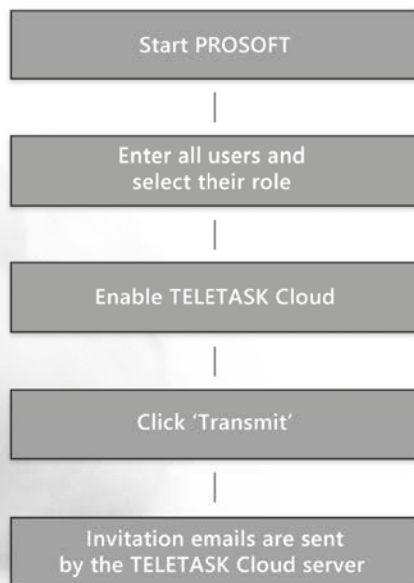 Start PROSOFT
Enter all users and
select their role
Enable TELETASK Cloud
Click ‘Transmit’
Invitation emails are sent
by the TELETASK Cloud server